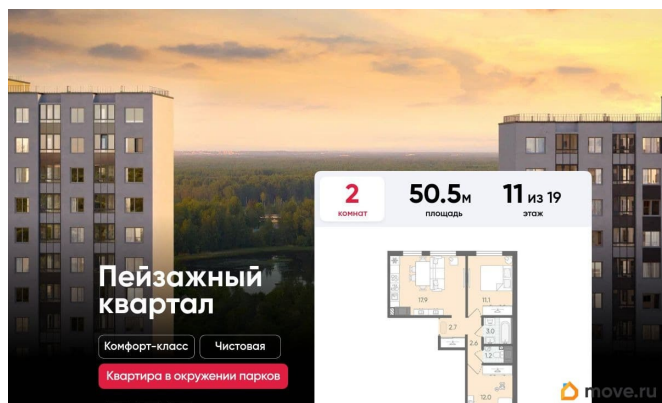 2
комнат
50.5м
площадь
11 из 19
этаж
Пейзажный
квартал
Комфорт-класс
Чистовая
Квартира в окружении парков
17.9
11.1
2.7
3.0
2.6
1.2
12.0
move.ru